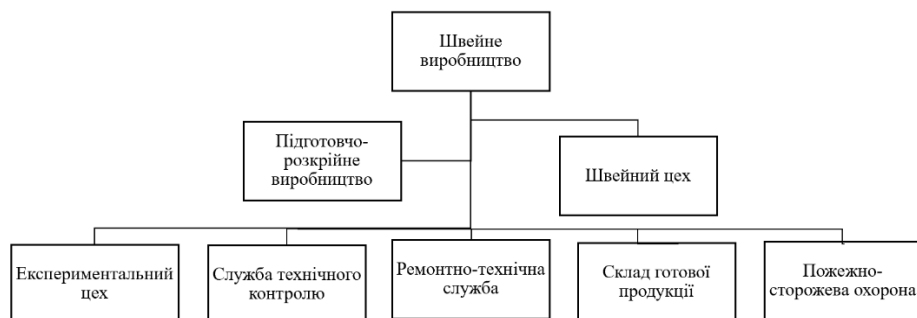 Швейне
виробництво
Підготовчо-
розкрійне
виробництво
Швейний цех
Експериментальний
цех
Служба технічного
контролю
Ремонтно-технічна
служба
Склад готової
продукції
Пожежно-
сторожева охорона